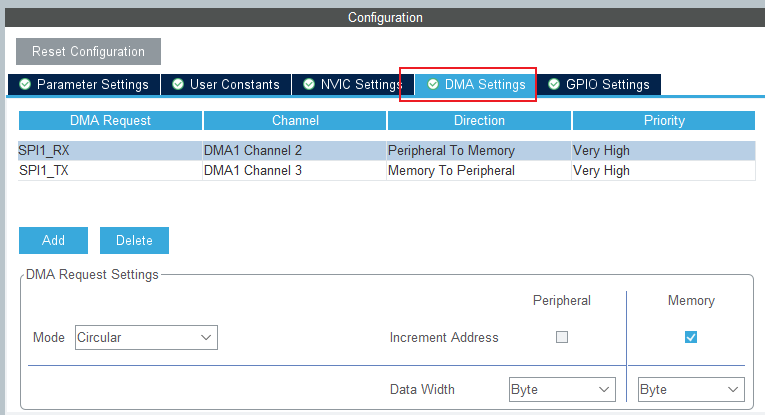 Configuration
Reset Configuration
Parameter Settings User Constants NVIC Settings DMA Settings GPIO Settings
DMA Request Channel Direction Priority
SPI1_RX DMA1 Channel 2 Peripheral To Memory Very High
SPI1_TX DMA1 Channel 3 Memory To Peripheral Very High
Add Delete
DMA Request Settings
Peripheral Memory
Mode Circular Increment Address
Data Width Byte Byte